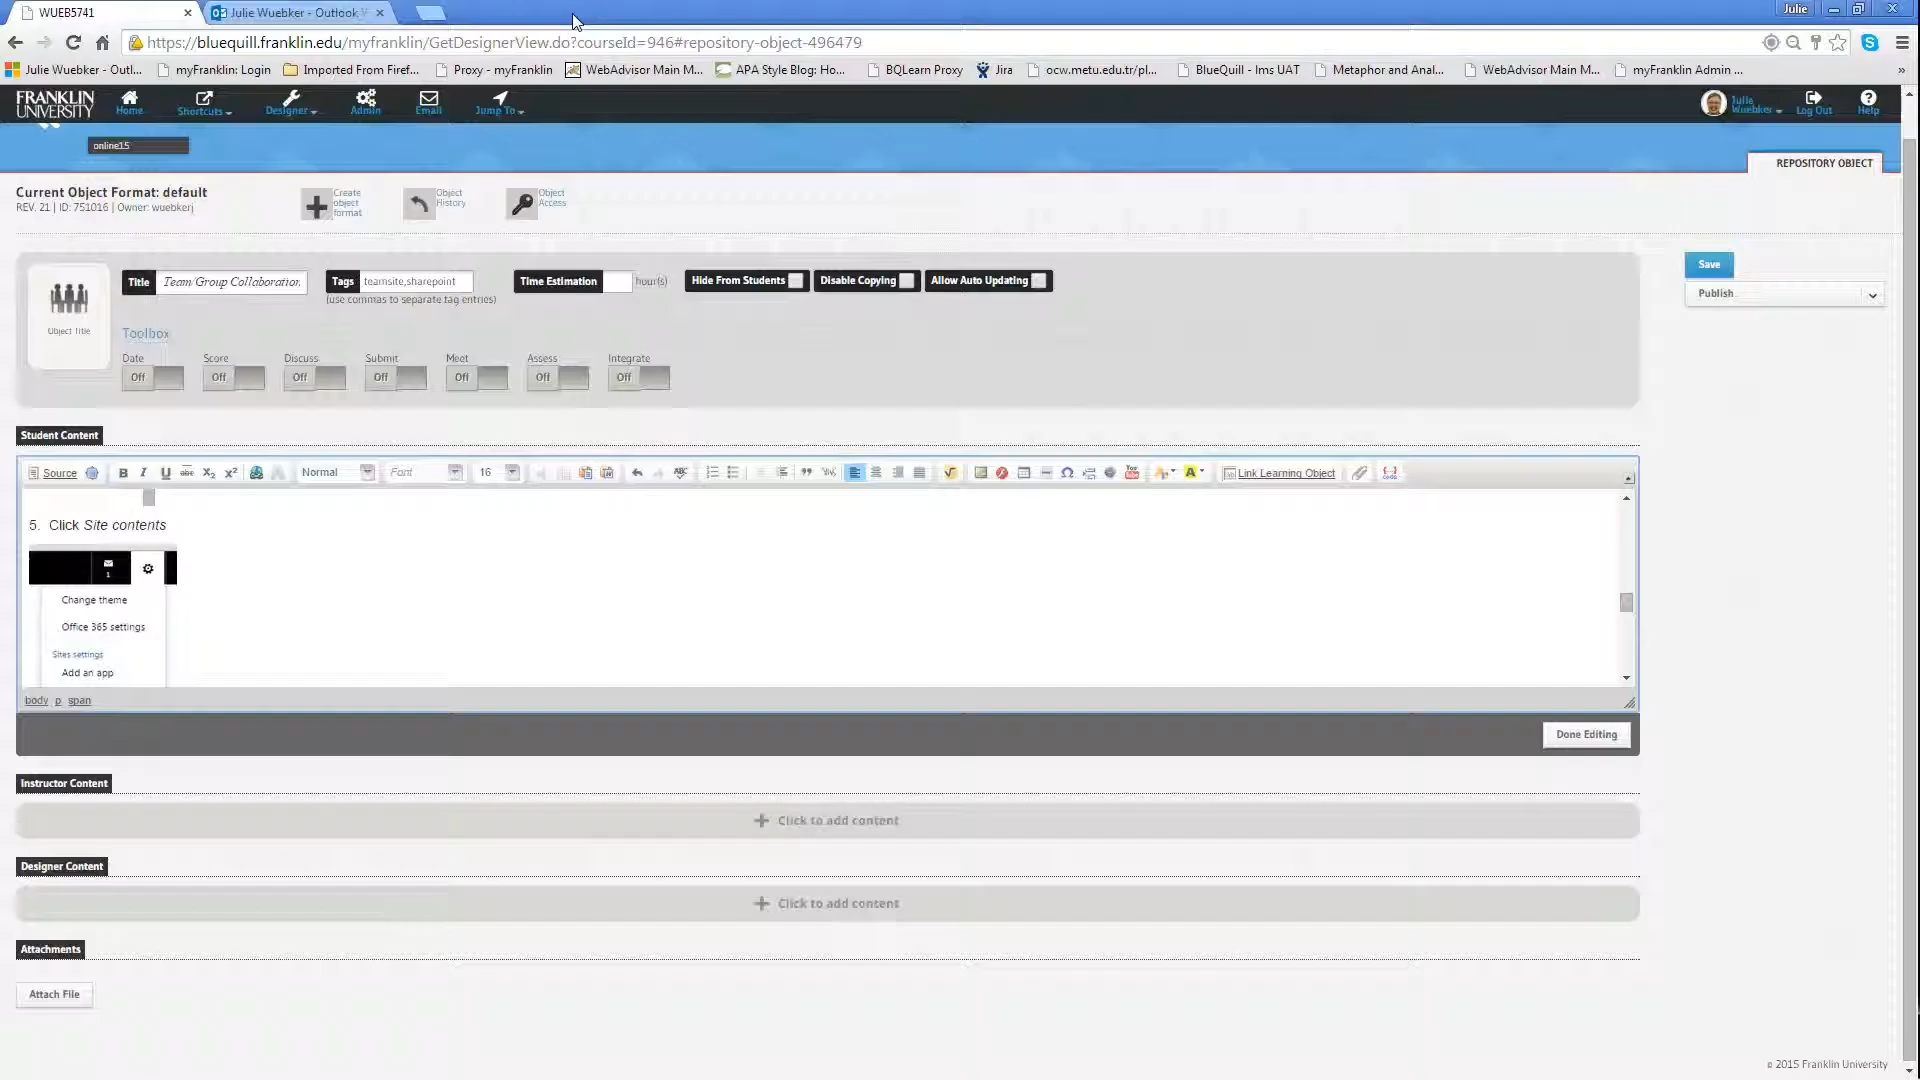 WUEB5741
Julie Wuebker - Outlook
Julie
https://bluequill.franklin.edu/myfranklin/GetDesignerView.do?courseId=946#repository-object-496479
Julie Wuebker - Outl... myFranklin: Login Imported From Firef... Proxy - myFranklin WebAdvisor Main M... APA Style Blog: Ho... BQLearn Proxy Jira ocw.metu.edu.tr/pl... BlueQuill - lms UAT Metaphor and Anal... WebAdvisor Main M... myFranklin Admin ... »
FRANKLIN UNIVERSITY
Home Shortcuts Designer Admin Email Jump To
Julie Wuebker Log Out Help
online15
REPOSITORY OBJECT
Current Object Format: default
REV. 21 | ID: 751016 | Owner: wuebkerj
Create object format
Object History
Object Access
Object Title
Title Team/Group Collaboration
Tags teamsite,sharepoint
(use commas to separate tag entries)
Time Estimation hour(s)
Hide From Students Disable Copying Allow Auto Updating
Save
Publish
Toolbox
Date Score Discuss Submit Meet Assess Integrate
Off Off Off Off Off Off Off
Student Content
Source B I U abc X₂ X² Normal Font 16 Link Learning Object
5. Click Site contents
1
Change theme
Office 365 settings
Sites settings
Add an app
body p span
Done Editing
Instructor Content
Click to add content
Designer Content
Click to add content
Attachments
Attach File
© 2015 Franklin University